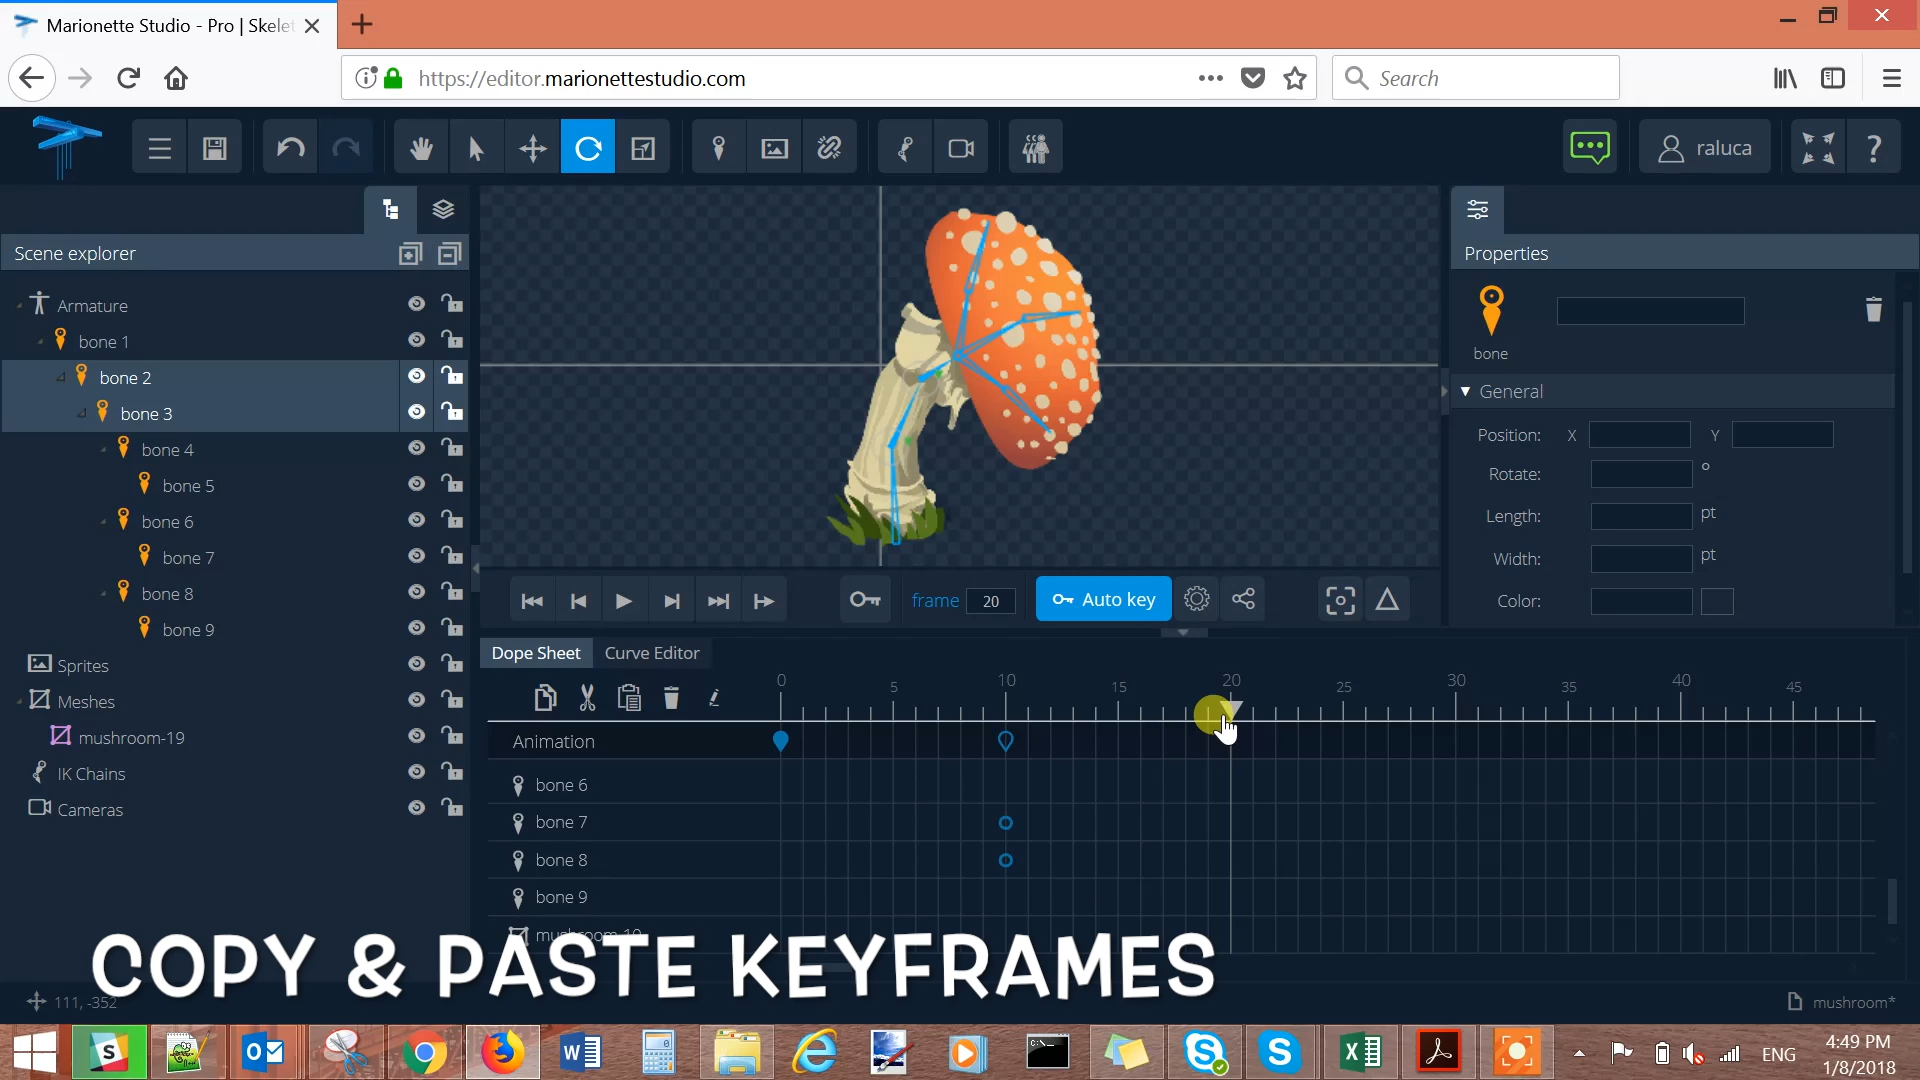 Marionette Studio - Pro | Skelet
https://editor.marionettestudio.com
Search
raluca
?
Scene explorer
Properties
Armature
bone 1
bone 2
bone 3
bone 4
bone 5
bone 6
bone 7
bone 8
bone 9
Sprites
Meshes
mushroom-19
IK Chains
Cameras
bone
General
Position: X Y
Rotate: °
Length: pt
Width: pt
Color:
frame 20
Auto key
Dope Sheet
Curve Editor
0 5 10 15 20 25 30 35 40 45
Animation
bone 6
bone 7
bone 8
bone 9
mushroom-19
COPY & PASTE KEYFRAMES
111, -352
mushroom*
ENG
4:49 PM
1/8/2018